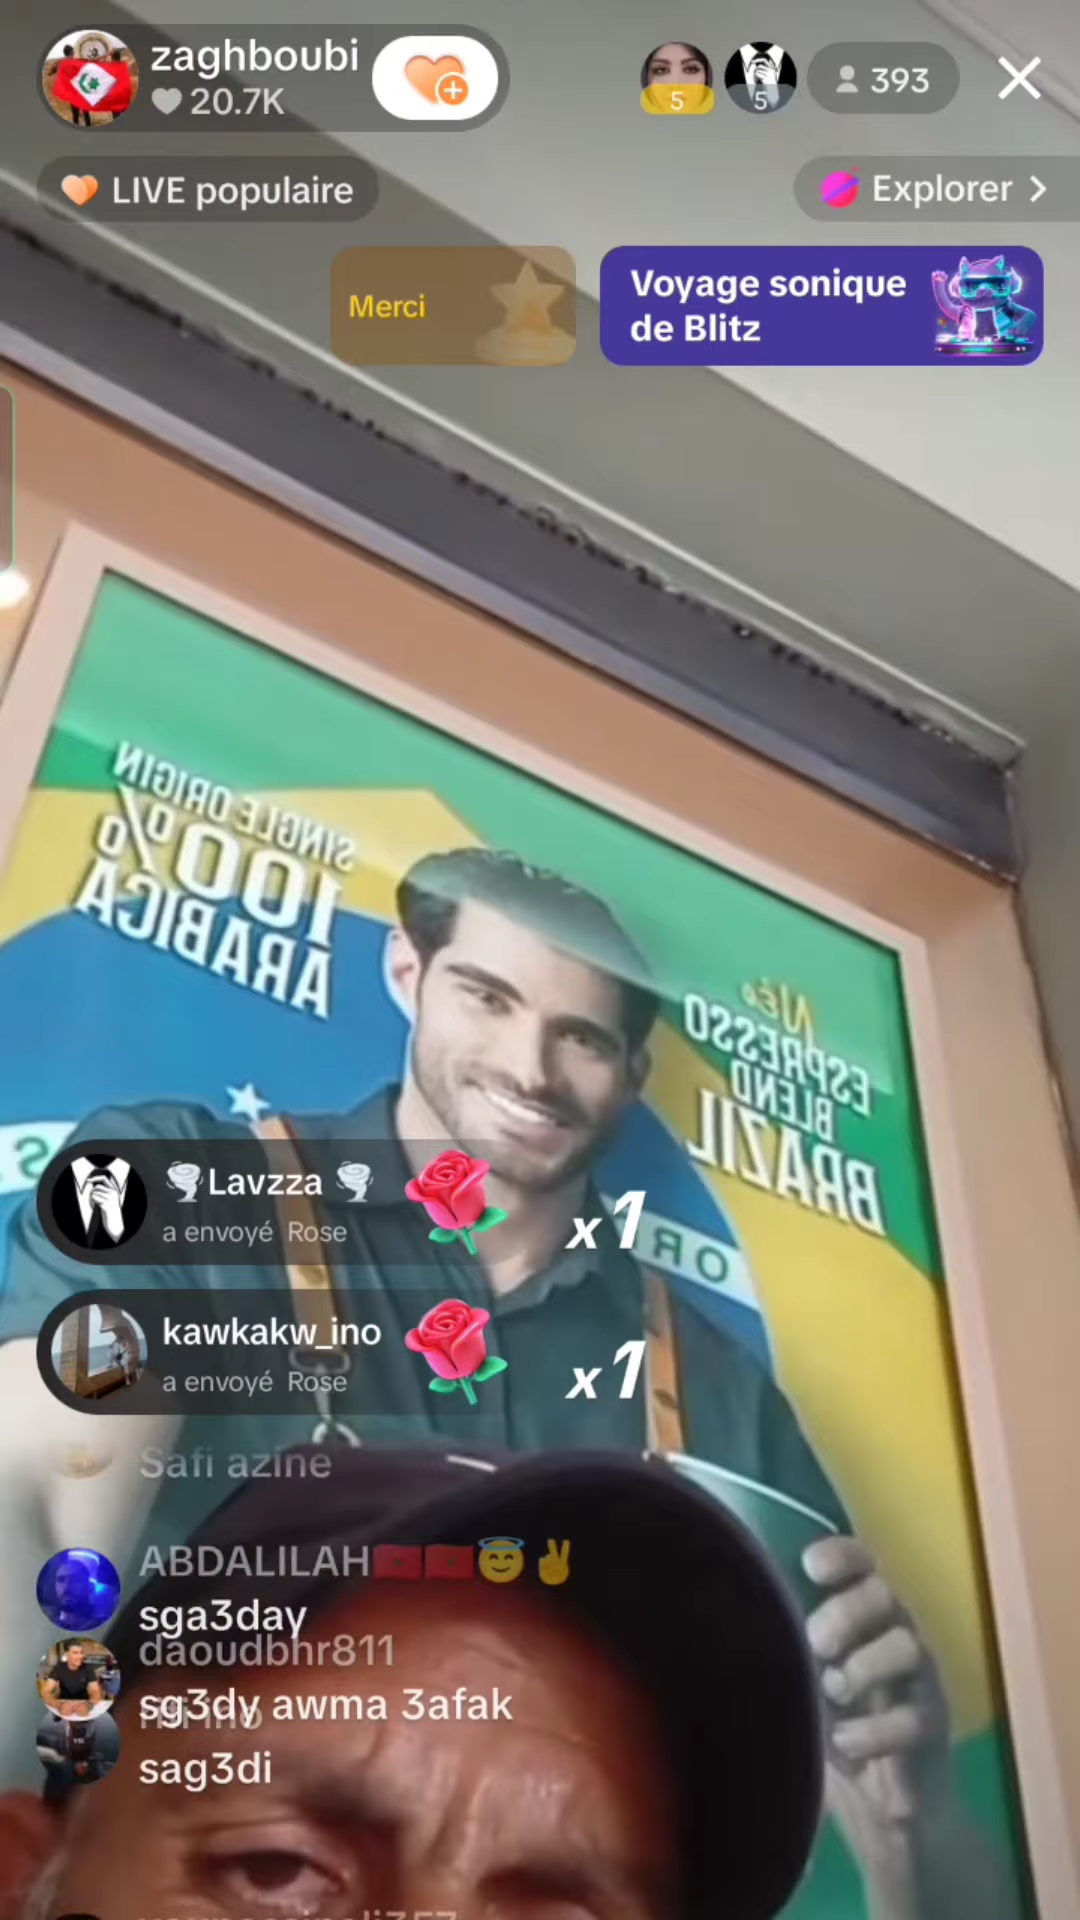 zaghboubi
20.7K
5
5
393
LIVE populaire
Explorer
Merci
Voyage sonique
de Blitz
SINGLE ORIGIN
100%
ARABICA
Néo
ESPRESSO
BLEND
BRAZIL
OR
Lavzza
a envoyé Rose
x1
kawkakw_ino
a envoyé Rose
x1
Safi azine
ABDALILAH🇲🇦🇲🇦😇✌
sga3day
daoudbhr811
sg3dy awma 3afak
sag3di